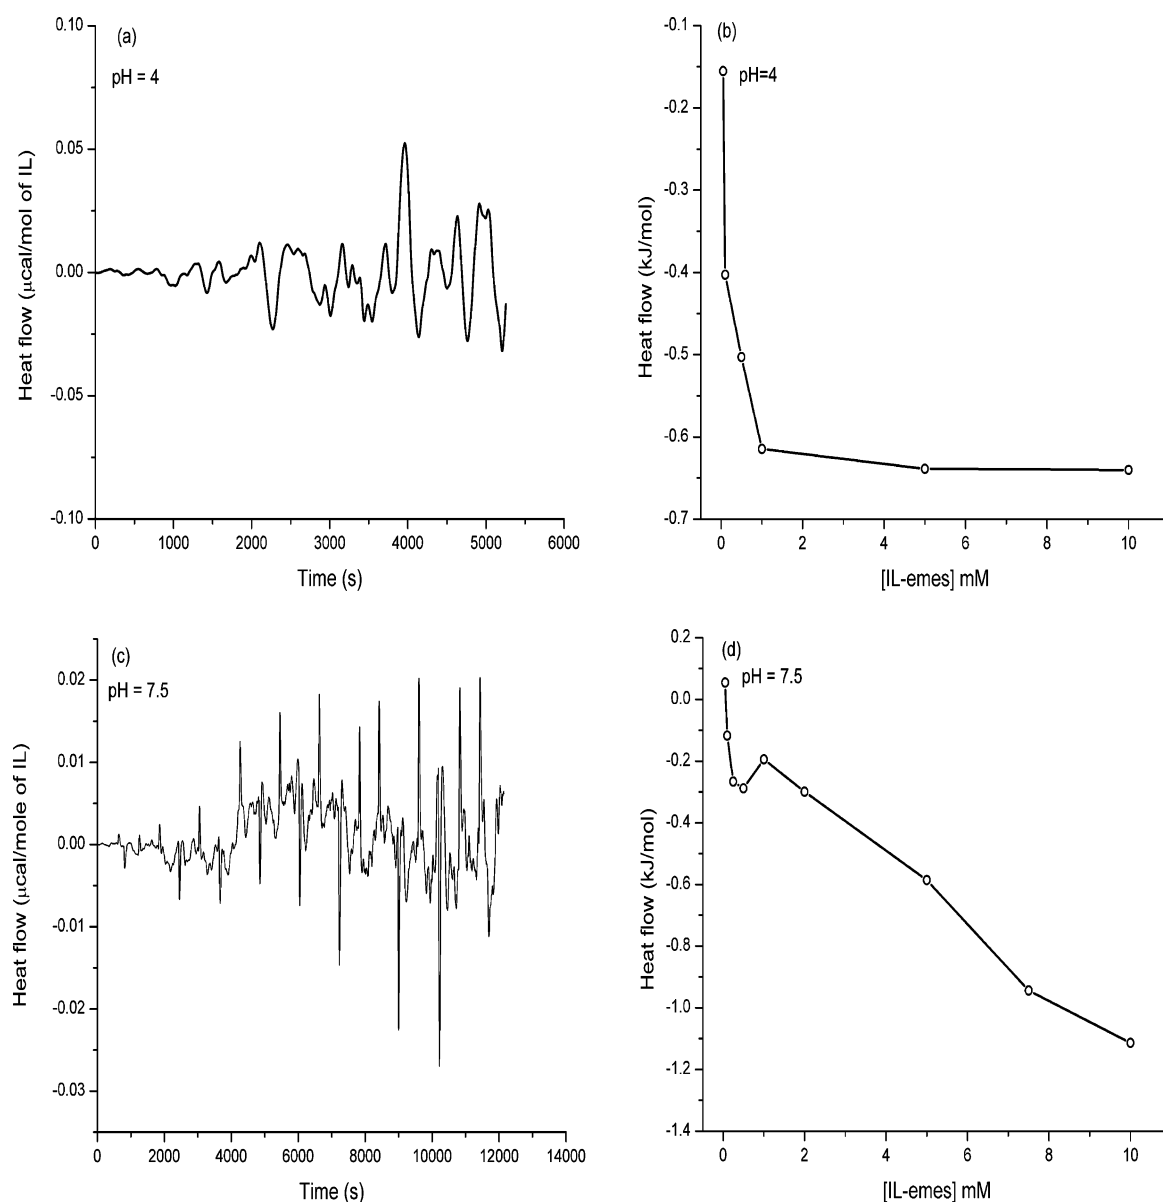 (a)
pH = 4
Heat flow (μcal/mol of IL)
0.10
0.05
0.00
-0.05
-0.10
0 1000 2000 3000 4000 5000 6000
Time (s)
(b)
pH=4
Heat flow (kJ/mol)
-0.1
-0.2
-0.3
-0.4
-0.5
-0.6
-0.7
0 2 4 6 8 10
[IL-emes] mM
(c)
pH = 7.5
Heat flow (μcal/mole of IL)
0.02
0.01
0.00
-0.01
-0.02
-0.03
0 2000 4000 6000 8000 10000 12000 14000
Time (s)
(d)
pH = 7.5
Heat flow (kJ/mol)
0.2
0.0
-0.2
-0.4
-0.6
-0.8
-1.0
-1.2
-1.4
0 2 4 6 8 10
[IL-emes] mM